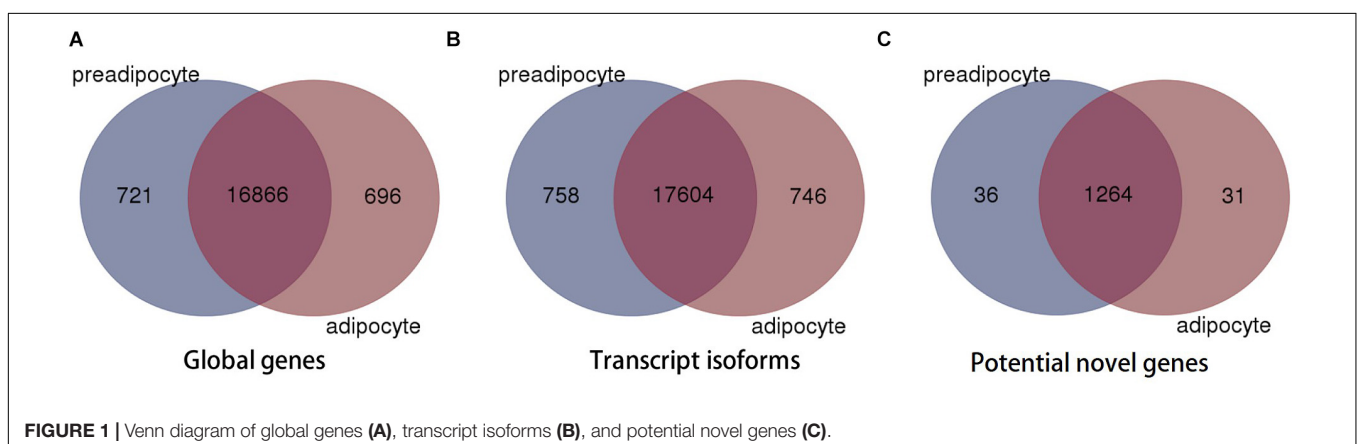 A
preadipocyte
721
16866
696
adipocyte
Global genes
B
preadipocyte
758
17604
746
adipocyte
Transcript isoforms
C
preadipocyte
36
1264
31
adipocyte
Potential novel genes
FIGURE 1 | Venn diagram of global genes (A), transcript isoforms (B), and potential novel genes (C).